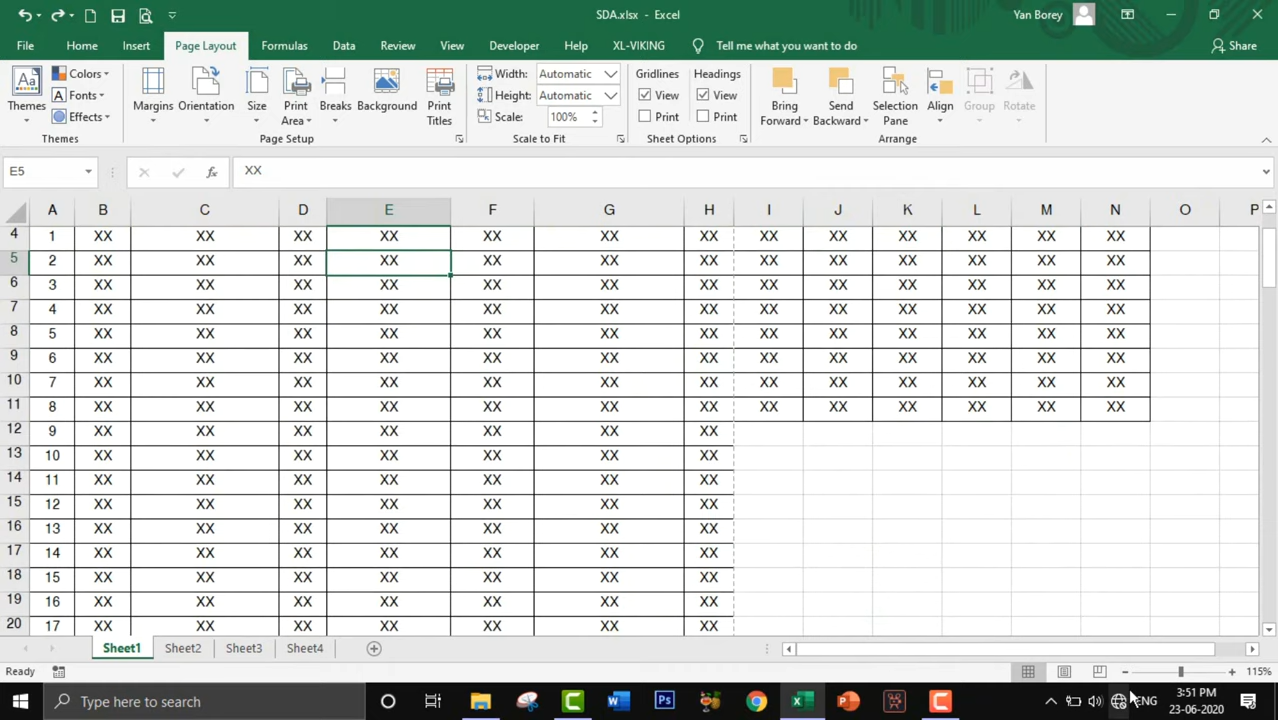 SDA.xlsx - Excel
Yan Borey
File Home Insert Page Layout Formulas Data Review View Developer Help XL-VIKING Tell me what you want to do Share
Themes Colors Fonts Effects
Margins Orientation Size Print Area Breaks Background Print Titles
Width: Automatic
Height: Automatic
Scale: 100%
Gridlines View Print
Headings View Print
Bring Forward Send Backward Selection Pane Align Group Rotate
Themes Page Setup Scale to Fit Sheet Options Arrange
E5 fx XX
A B C D E F G H I J K L M N O P
4 1 XX XX XX XX XX XX XX XX XX XX XX XX XX
5 2 XX XX XX XX XX XX XX XX XX XX XX XX XX
6 3 XX XX XX XX XX XX XX XX XX XX XX XX XX
7 4 XX XX XX XX XX XX XX XX XX XX XX XX XX
8 5 XX XX XX XX XX XX XX XX XX XX XX XX XX
9 6 XX XX XX XX XX XX XX XX XX XX XX XX XX
10 7 XX XX XX XX XX XX XX XX XX XX XX XX XX
11 8 XX XX XX XX XX XX XX XX XX XX XX XX XX
12 9 XX XX XX XX XX XX XX
13 10 XX XX XX XX XX XX XX
14 11 XX XX XX XX XX XX XX
15 12 XX XX XX XX XX XX XX
16 13 XX XX XX XX XX XX XX
17 14 XX XX XX XX XX XX XX
18 15 XX XX XX XX XX XX XX
19 16 XX XX XX XX XX XX XX
20 17 XX XX XX XX XX XX XX
Sheet1 Sheet2 Sheet3 Sheet4
Ready 115%
Type here to search
Ps
ENG
3:51 PM
23-06-2020